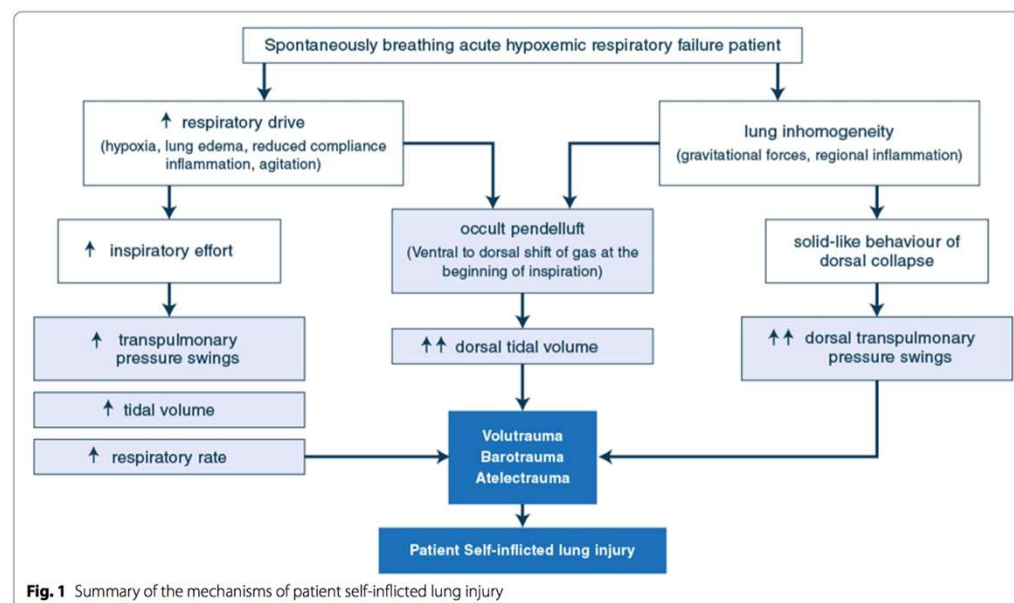 Spontaneously breathing acute hypoxemic respiratory failure patient
↑ respiratory drive
(hypoxia, lung edema, reduced compliance
inflammation, agitation)
lung inhomogeneity
(gravitational forces, regional inflammation)
↑ inspiratory effort
occult pendelluft
(Ventral to dorsal shift of gas at the
beginning of inspiration)
solid-like behaviour of
dorsal collapse
↑ transpulmonary
pressure swings
↑↑ dorsal tidal volume
↑↑ dorsal transpulmonary
pressure swings
↑ tidal volume
↑ respiratory rate
Volutrauma
Barotrauma
Atelectrauma
Patient Self-inflicted lung injury
Fig. 1 Summary of the mechanisms of patient self-inflicted lung injury